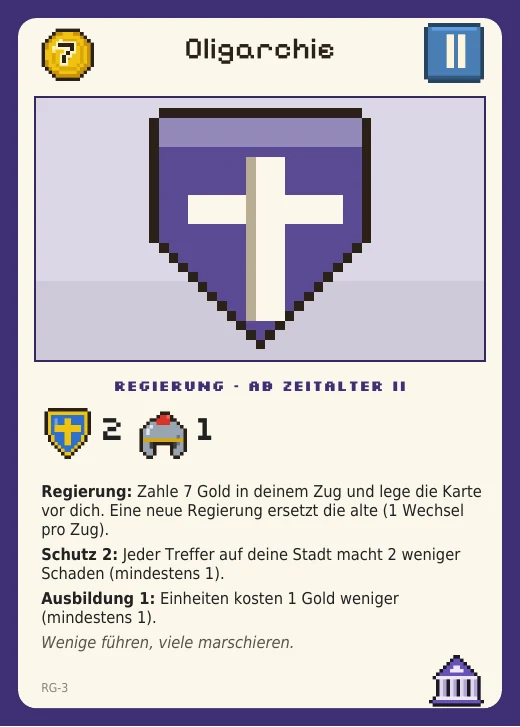 7
Oligarchie
II
REGIERUNG - AB ZEITALTER II
2
1
Regierung: Zahle 7 Gold in deinem Zug und lege die Karte
vor dich. Eine neue Regierung ersetzt die alte (1 Wechsel
pro Zug).
Schutz 2: Jeder Treffer auf deine Stadt macht 2 weniger
Schaden (mindestens 1).
Ausbildung 1: Einheiten kosten 1 Gold weniger
(mindestens 1).
Wenige führen, viele marschieren.
RG-3